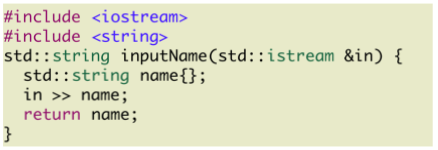 #include <iostream>
#include <string>
std::string inputName(std::istream &in) {
  std::string name{};
  in >> name;
  return name;
}